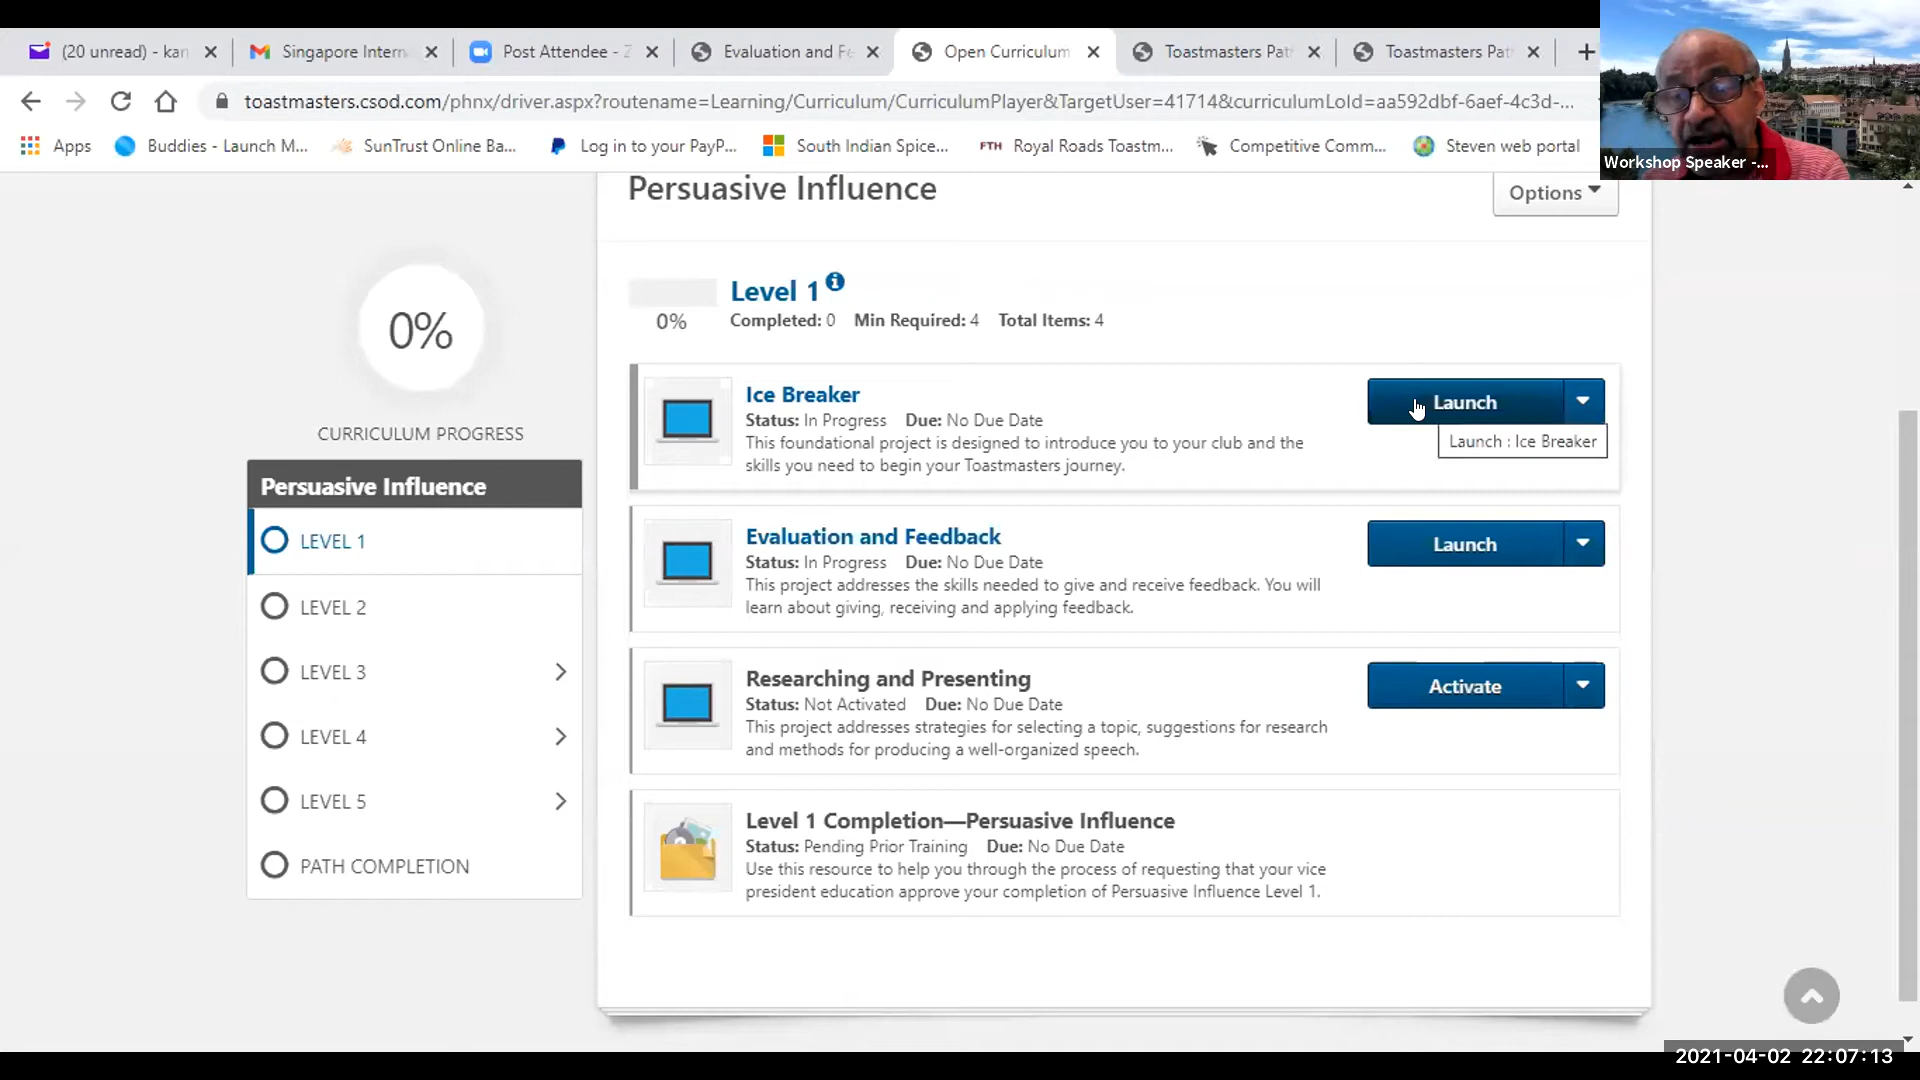 (20 unread) - kan
Singapore Intern
Post Attendee - Z
Evaluation and Fe
Open Curriculum
Toastmasters Pat
Toastmasters Pat
toastmasters.csod.com/phnx/driver.aspx?routename=Learning/Curriculum/CurriculumPlayer&TargetUser=41714&curriculumLoId=aa592dbf-6aef-4c3d-...
Apps
Buddies - Launch M...
SunTrust Online Ba...
Log in to your PayP...
South Indian Spice...
FTH Royal Roads Toastm...
Competitive Comm...
Steven web portal
Workshop Speaker -...
Persuasive Influence
Options
0%
CURRICULUM PROGRESS
Persuasive Influence
LEVEL 1
LEVEL 2
LEVEL 3
LEVEL 4
LEVEL 5
PATH COMPLETION
Level 1
0%
Completed: 0 Min Required: 4 Total Items: 4
Ice Breaker
Status: In Progress Due: No Due Date
This foundational project is designed to introduce you to your club and the
skills you need to begin your Toastmasters journey.
Launch
Launch : Ice Breaker
Evaluation and Feedback
Status: In Progress Due: No Due Date
This project addresses the skills needed to give and receive feedback. You will
learn about giving, receiving and applying feedback.
Launch
Researching and Presenting
Status: Not Activated Due: No Due Date
This project addresses strategies for selecting a topic, suggestions for research
and methods for producing a well-organized speech.
Activate
Level 1 Completion—Persuasive Influence
Status: Pending Prior Training Due: No Due Date
Use this resource to help you through the process of requesting that your vice
president education approve your completion of Persuasive Influence Level 1.
2021-04-02 22:07:13